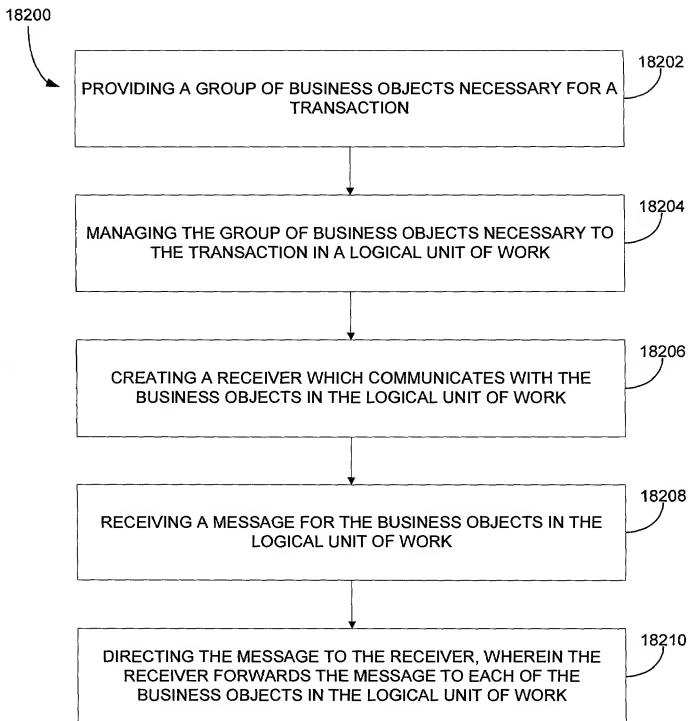 18200
18202
PROVIDING A GROUP OF BUSINESS OBJECTS NECESSARY FOR A
TRANSACTION
18204
MANAGING THE GROUP OF BUSINESS OBJECTS NECESSARY TO
THE TRANSACTION IN A LOGICAL UNIT OF WORK
18206
CREATING A RECEIVER WHICH COMMUNICATES WITH THE
BUSINESS OBJECTS IN THE LOGICAL UNIT OF WORK
18208
RECEIVING A MESSAGE FOR THE BUSINESS OBJECTS IN THE
LOGICAL UNIT OF WORK
18210
DIRECTING THE MESSAGE TO THE RECEIVER, WHEREIN THE
RECEIVER FORWARDS THE MESSAGE TO EACH OF THE
BUSINESS OBJECTS IN THE LOGICAL UNIT OF WORK